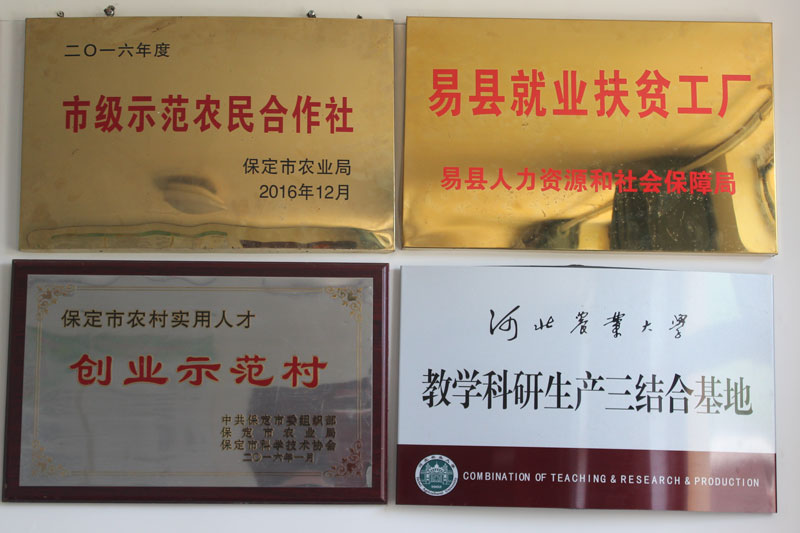 二〇一六年度
市级示范农民合作社
保定市农业局
2016年12月
易县就业扶贫工厂
易县人力资源和社会保障局
保定市农村实用人才
创业示范村
中共保定市委组织部
保定市农业局
保定市科学技术协会
二〇一六年一月
河北农业大学
教学科研生产三结合基地
COMBINATION OF TEACHING & RESEARCH & PRODUCTION